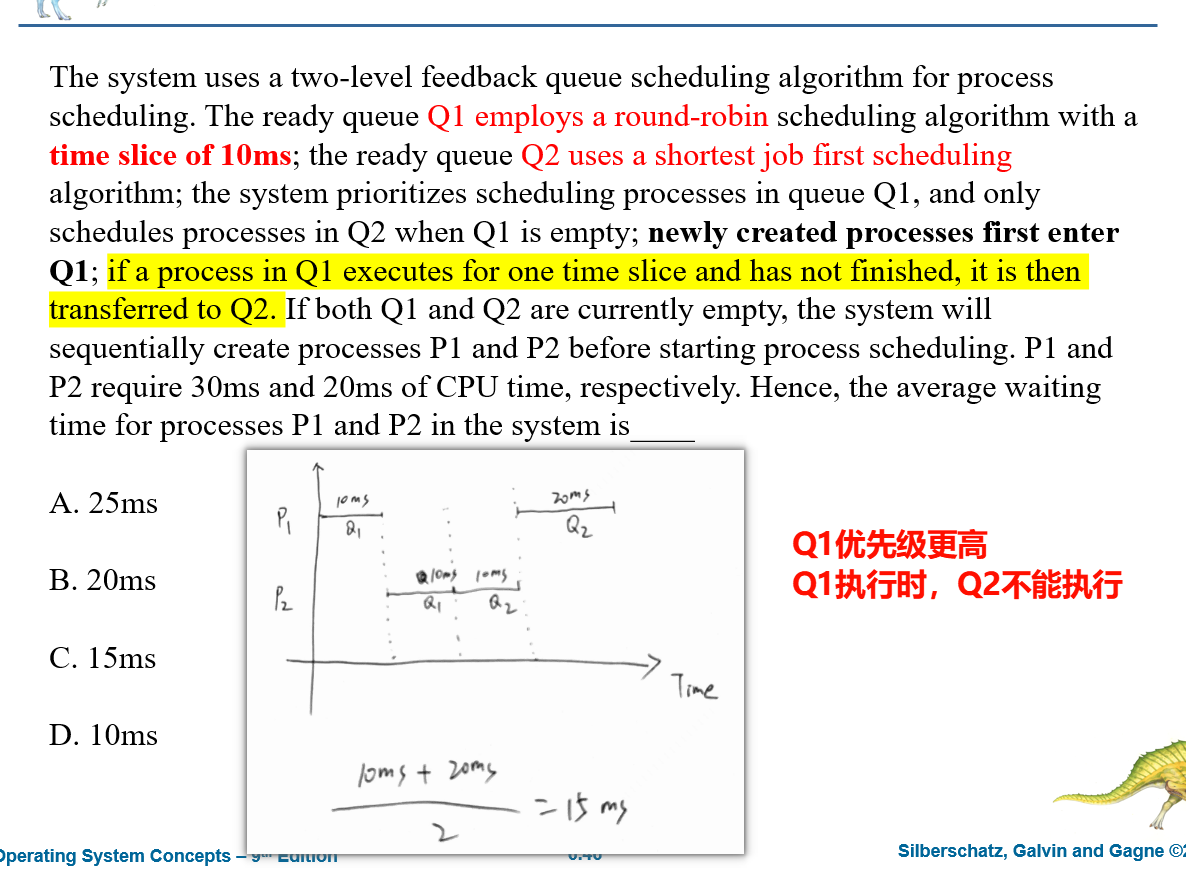 The system uses a two-level feedback queue scheduling algorithm for process
scheduling. The ready queue Q1 employs a round-robin scheduling algorithm with a
time slice of 10ms; the ready queue Q2 uses a shortest job first scheduling
algorithm; the system prioritizes scheduling processes in queue Q1, and only
schedules processes in Q2 when Q1 is empty; newly created processes first enter
Q1; if a process in Q1 executes for one time slice and has not finished, it is then
transferred to Q2. If both Q1 and Q2 are currently empty, the system will
sequentially create processes P1 and P2 before starting process scheduling. P1 and
P2 require 30ms and 20ms of CPU time, respectively. Hence, the average waiting
time for processes P1 and P2 in the system is____
A. 25ms
B. 20ms
C. 15ms
D. 10ms
P1 10ms Q1 20ms Q2
P2 10ms Q1 10ms Q2
Time
10ms + 20ms
2
= 15 ms
Q1优先级更高
Q1执行时，Q2不能执行
Operating System Concepts – 9th Edition
6.40
Silberschatz, Galvin and Gagne ©2